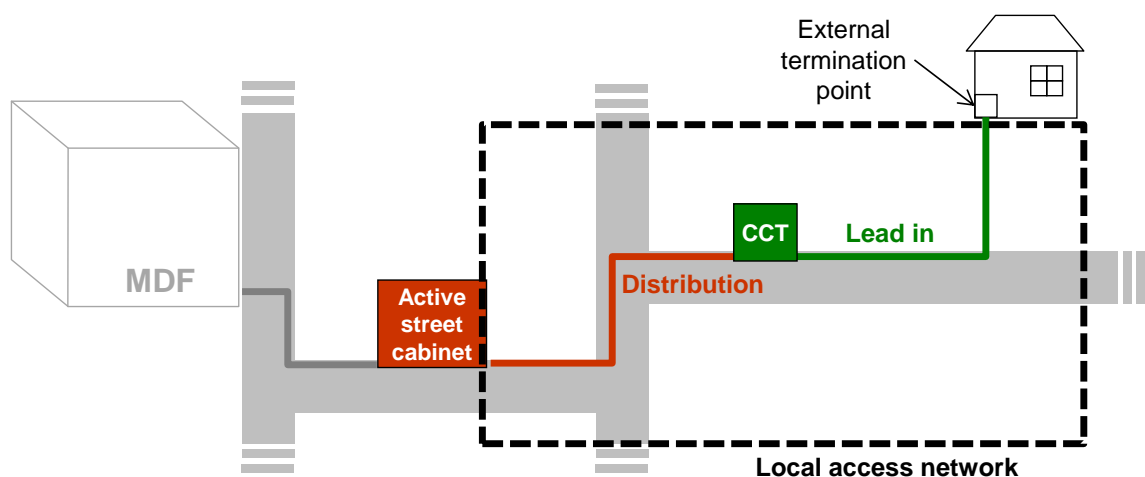 External
termination
point
CCT
Lead in
MDF
Distribution
Active
street
cabinet
Local access network